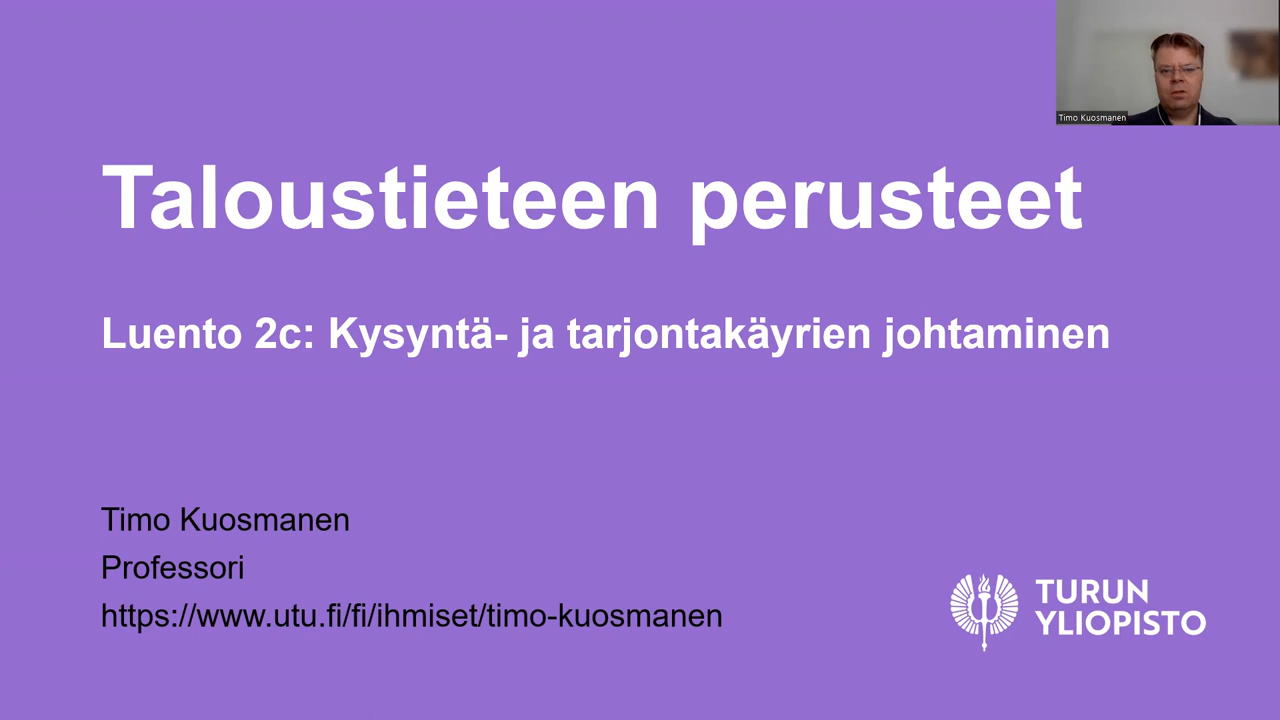 Timo Kuosmanen
Taloustieteen perusteet
Luento 2c: Kysyntä- ja tarjontakäyrien johtaminen
Timo Kuosmanen
Professori
https://www.utu.fi/fi/ihmiset/timo-kuosmanen
TURUN
YLIOPISTO